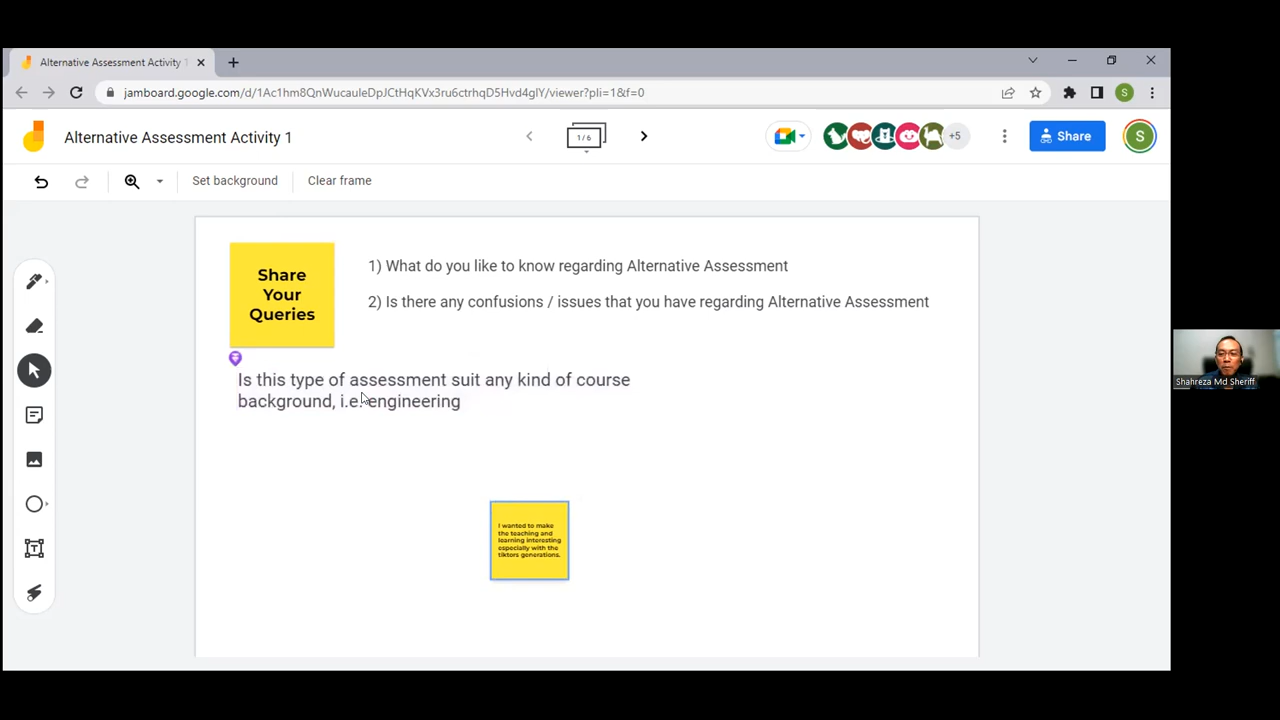 Alternative Assessment Activity 1
jamboard.google.com/d/1Ac1hm8QnWucauleDpJCtHqKVx3ru6ctrhqD5Hvd4glY/viewer?pli=1&f=0
S
Alternative Assessment Activity 1
1/6
+5
Share
S
Set background
Clear frame
Share
Your
Queries
1) What do you like to know regarding Alternative Assessment
2) Is there any confusions / issues that you have regarding Alternative Assessment
Is this type of assessment suit any kind of course
background, i.e. engineering
I wanted to make
the teaching and
learning interesting
especially with the
tiktors generations.
Shahreza Md Sheriff